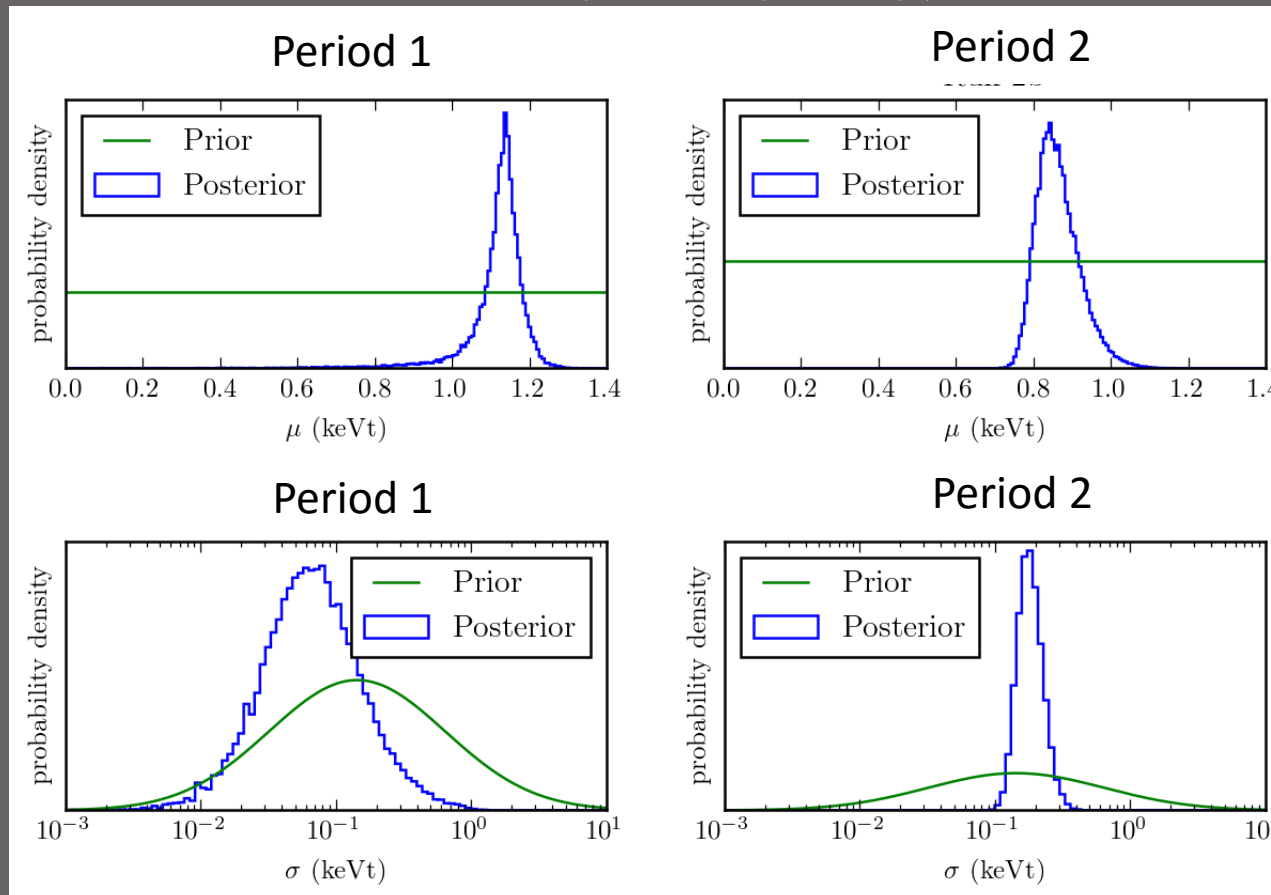 Period 1
Prior
Posterior
probability density
0.0 0.2 0.4 0.6 0.8 1.0 1.2 1.4
μ (keVt)
Period 2
Prior
Posterior
probability density
0.0 0.2 0.4 0.6 0.8 1.0 1.2 1.4
μ (keVt)
Period 1
Prior
Posterior
probability density
10⁻³ 10⁻² 10⁻¹ 10⁰ 10¹
σ (keVt)
Period 2
Prior
Posterior
probability density
10⁻³ 10⁻² 10⁻¹ 10⁰ 10
σ (keVt)